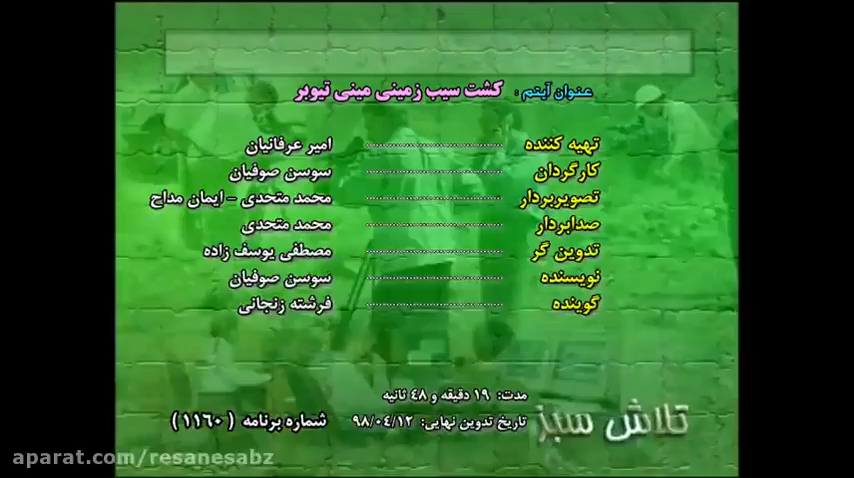 عنوان آیتم : کشت سیب زمینی مینی تیوبر
تهیه کننده ........ امیر عرفانیان
کارگردان ........ سوسن صوفیان
تصویربردار ........ محمد متحدی - ایمان مداح
صدابردار ........ محمد متحدی
تدوین گر ........ مصطفی یوسف زاده
نویسنده ........ سوسن صوفیان
گوینده ........ فرشته زنجانی
مدت: ۱۹ دقیقه و ۴۸ ثانیه
تلاش سبز تاریخ تدوین نهایی: ۹۸/۰۴/۱۲ شماره برنامه (۱۱۶۰)
aparat.com/resanesabz